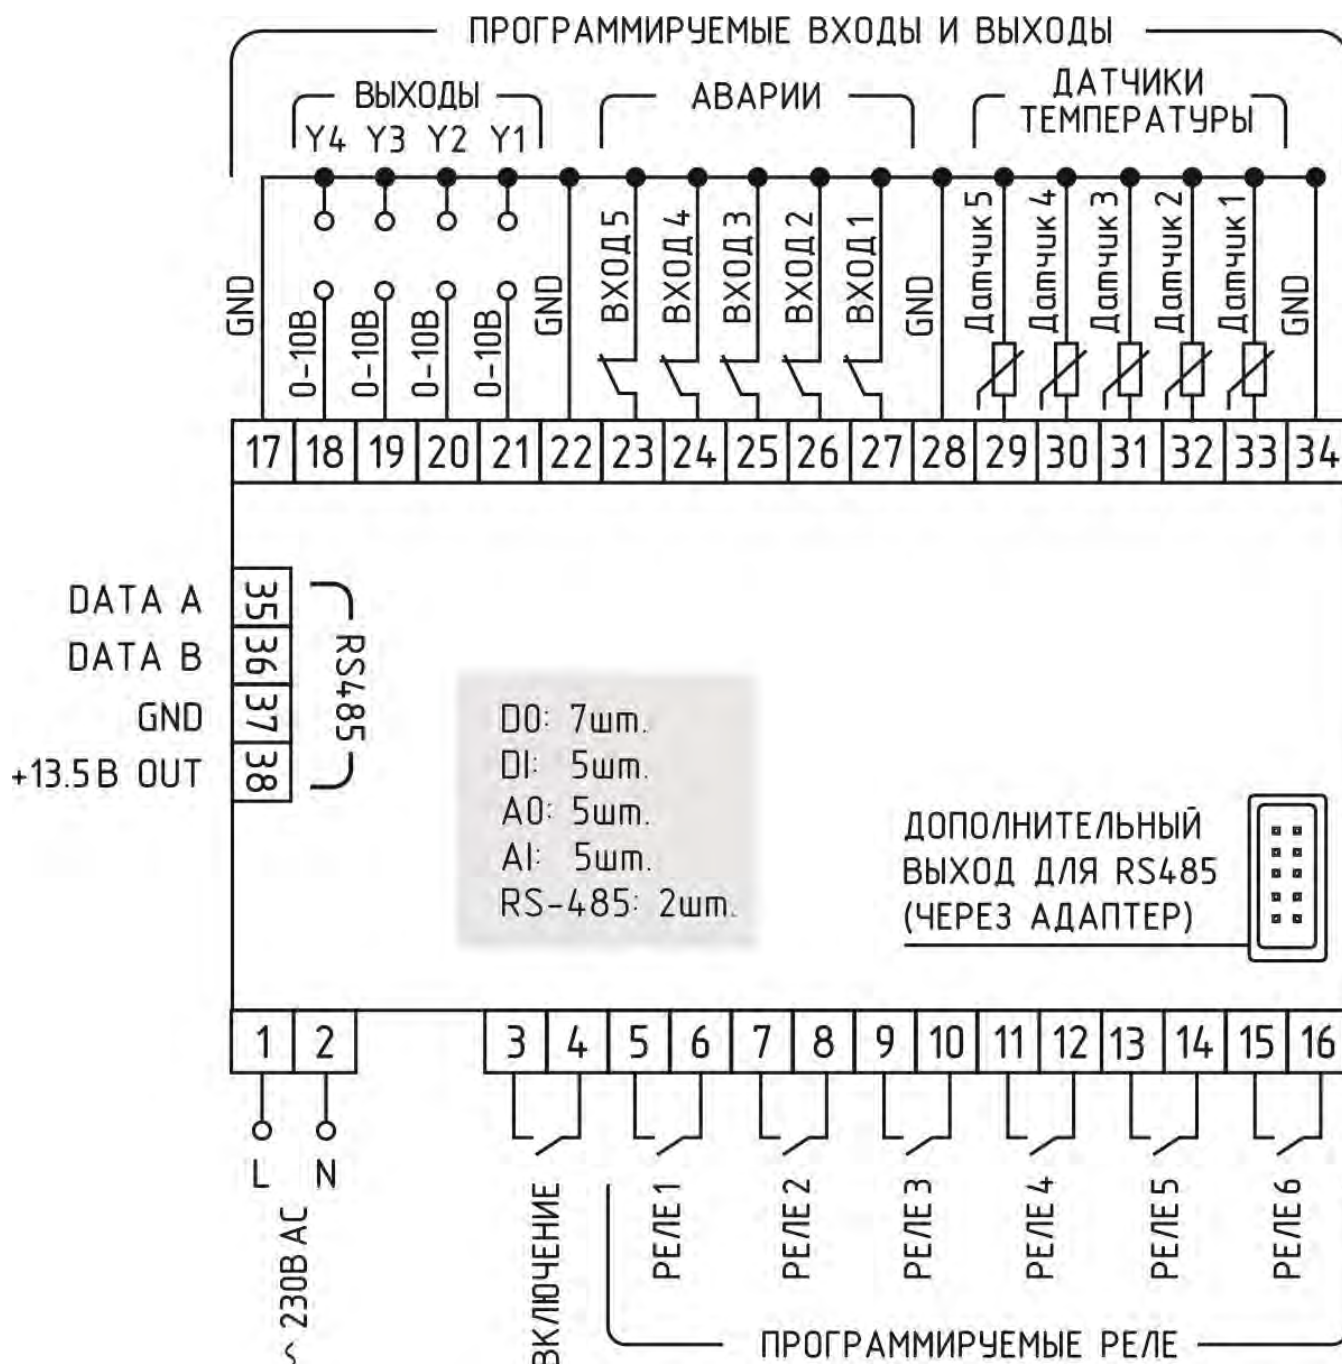 ПРОГРАММИРУЕМЫЕ ВХОДЫ И ВЫХОДЫ
ВЫХОДЫ
Y4 Y3 Y2 Y1
АВАРИИ
ДАТЧИКИ
ТЕМПЕРАТУРЫ
GND
0-10В
0-10В
0-10В
0-10В
GND
ВХОД 5
ВХОД 4
ВХОД 3
ВХОД 2
ВХОД 1
GND
Датчик 5
Датчик 4
Датчик 3
Датчик 2
Датчик 1
GND
17 18 19 20 21 22 23 24 25 26 27 28 29 30 31 32 33 34
DATA A 35
DATA B 36
GND 37
+13.5В OUT 38
RS485
DO: 7шт.
DI: 5шт.
AO: 5шт.
AI: 5шт.
RS-485: 2шт.
ДОПОЛНИТЕЛЬНЫЙ
ВЫХОД ДЛЯ RS485
(ЧЕРЕЗ АДАПТЕР)
1 2 3 4 5 6 7 8 9 10 11 12 13 14 15 16
L N
~ 230В AC
ВКЛЮЧЕНИЕ
РЕЛЕ 1
РЕЛЕ 2
РЕЛЕ 3
РЕЛЕ 4
РЕЛЕ 5
РЕЛЕ 6
ПРОГРАММИРУЕМЫЕ РЕЛЕ